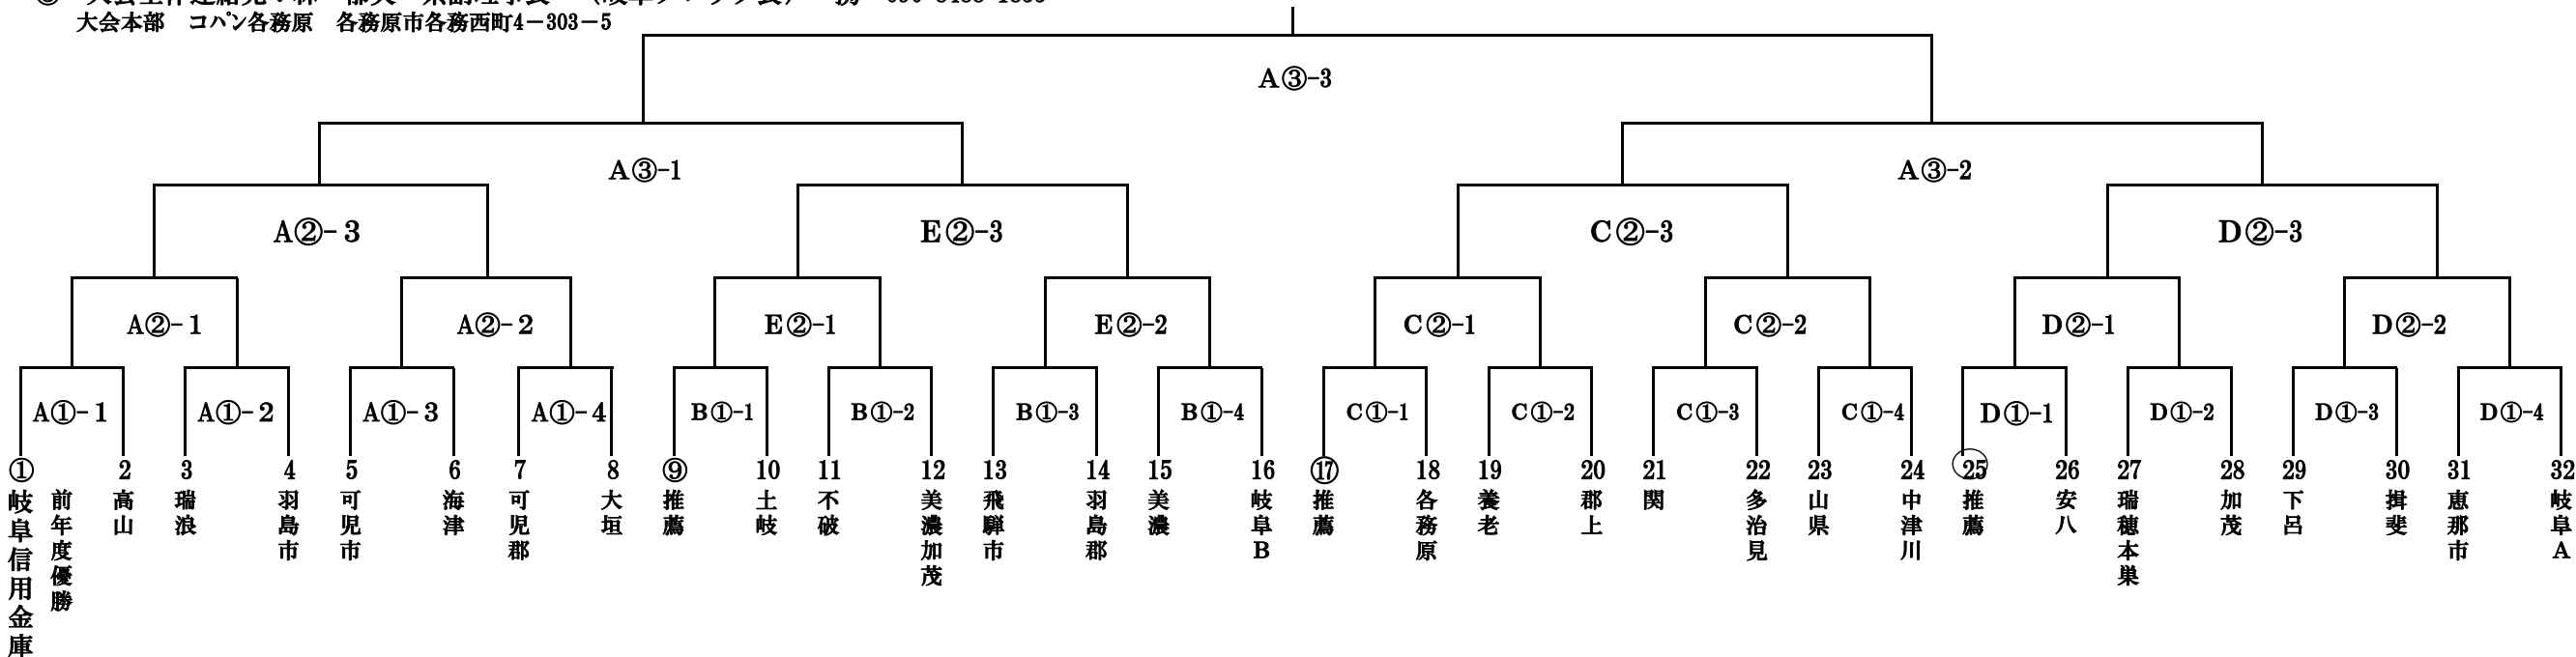 大会本部　コパン各務原　各務原市各務西町4－303－5
A③-3
A③-1
A③-2
A②-3
E②-3
C②-3
D②-3
A②-1
A②-2
E②-1
E②-2
C②-1
C②-2
D②-1
D②-2
A①-1
A①-2
A①-3
A①-4
B①-1
B①-2
B①-3
B①-4
C①-1
C①-2
C①-3
C①-4
D①-1
D①-2
D①-3
D①-4
① 2 3 4 5 6 7 8 ⑨ 10 11 12 13 14 15 16 ⑰ 18 19 20 21 22 23 24 25 26 27 28 29 30 31 32
岐阜信用金庫
前年度優勝
高山
瑞浪
羽島市
可児市
海津
可児郡
大垣
推薦
土岐
不破
美濃加茂
飛騨市
羽島郡
美濃
岐阜B
推薦
各務原
養老
郡上
関
多治見
山県
中津川
推薦
安八
瑞穂本巣
加茂
下呂
揖斐
恵那市
岐阜A